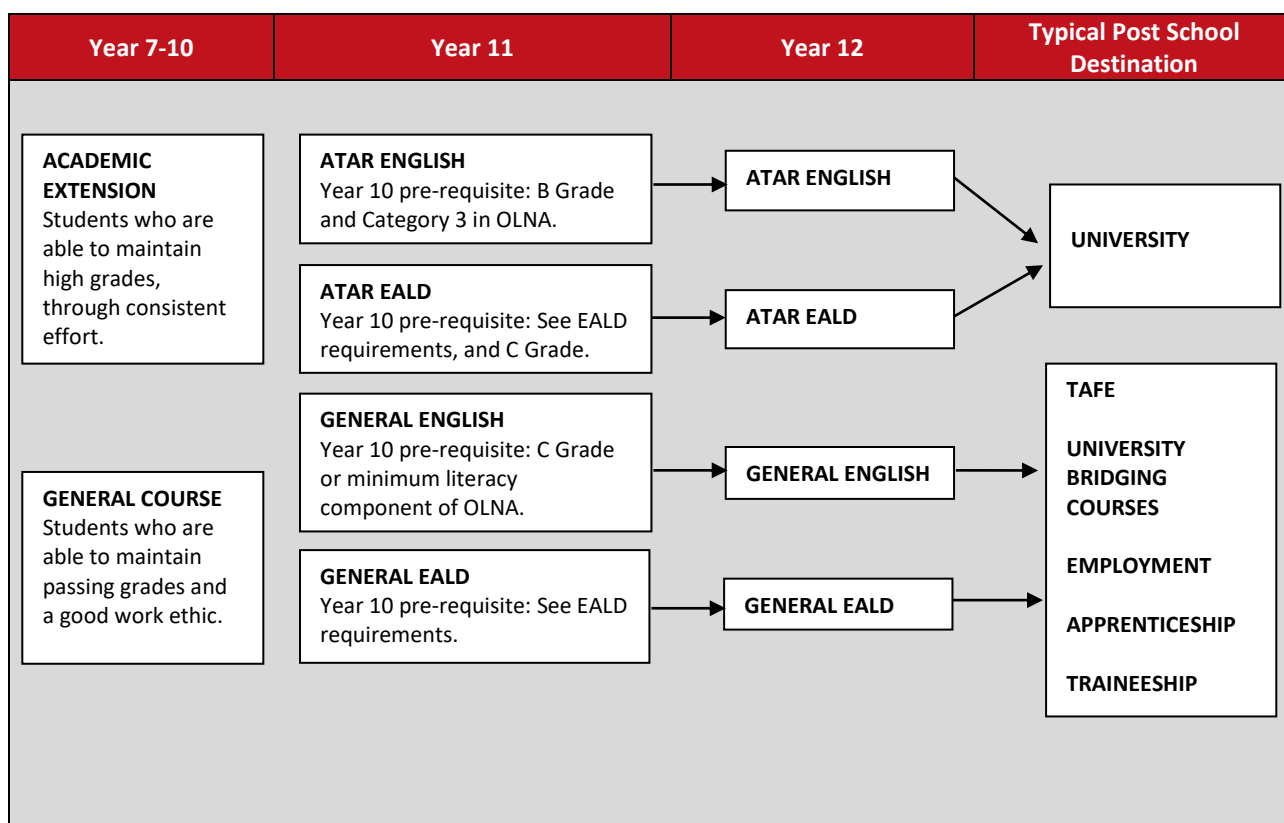 Year 7-10
Year 11
Year 12
Typical Post School
Destination
ACADEMIC
EXTENSION
Students who are
able to maintain
high grades,
through consistent
effort.
GENERAL COURSE
Students who are
able to maintain
passing grades and
a good work ethic.
ATAR ENGLISH
Year 10 pre-requisite: B Grade
and Category 3 in OLNA.
ATAR EALD
Year 10 pre-requisite: See EALD
requirements, and C Grade.
GENERAL ENGLISH
Year 10 pre-requisite: C Grade
or minimum literacy
component of OLNA.
GENERAL EALD
Year 10 pre-requisite: See EALD
requirements.
ATAR ENGLISH
ATAR EALD
GENERAL ENGLISH
GENERAL EALD
UNIVERSITY
TAFE
UNIVERSITY
BRIDGING
COURSES
EMPLOYMENT
APPRENTICESHIP
TRAINEESHIP